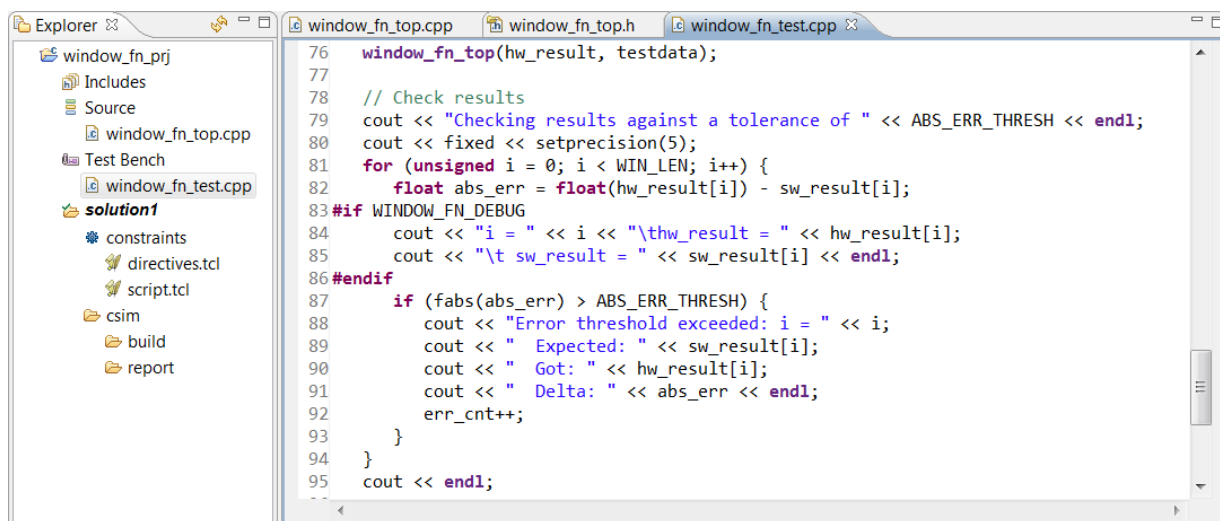 Explorer
window_fn_prj
Includes
Source
window_fn_top.cpp
Test Bench
window_fn_test.cpp
solution1
constraints
directives.tcl
script.tcl
csim
build
report
window_fn_top.cpp window_fn_top.h window_fn_test.cpp
76 window_fn_top(hw_result, testdata);
77
78 // Check results
79 cout << "Checking results against a tolerance of " << ABS_ERR_THRESH << endl;
80 cout << fixed << setprecision(5);
81 for (unsigned i = 0; i < WIN_LEN; i++) {
82 float abs_err = float(hw_result[i]) - sw_result[i];
83 #if WINDOW_FN_DEBUG
84 cout << "i = " << i << "\thw_result = " << hw_result[i];
85 cout << "\t sw_result = " << sw_result[i] << endl;
86 #endif
87 if (fabs(abs_err) > ABS_ERR_THRESH) {
88 cout << "Error threshold exceeded: i = " << i;
89 cout << "  Expected: " << sw_result[i];
90 cout << "  Got: " << hw_result[i];
91 cout << "  Delta: " << abs_err << endl;
92 err_cnt++;
93 }
94 }
95 cout << endl;